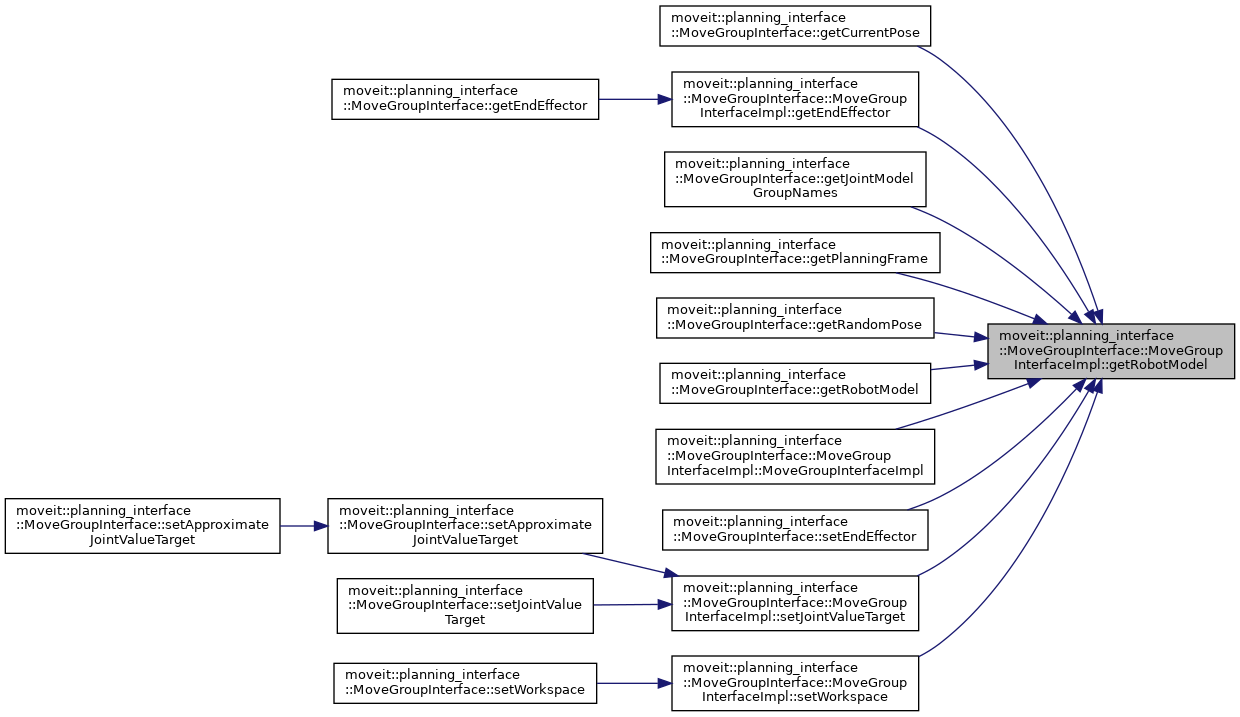 moveit::planning_interface
::MoveGroupInterface::getCurrentPose
moveit::planning_interface
::MoveGroupInterface::getEndEffector
moveit::planning_interface
::MoveGroupInterface::MoveGroup
InterfaceImpl::getEndEffector
moveit::planning_interface
::MoveGroupInterface::getJointModel
GroupNames
moveit::planning_interface
::MoveGroupInterface::getPlanningFrame
moveit::planning_interface
::MoveGroupInterface::getRandomPose
moveit::planning_interface
::MoveGroupInterface::MoveGroup
InterfaceImpl::getRobotModel
moveit::planning_interface
::MoveGroupInterface::getRobotModel
moveit::planning_interface
::MoveGroupInterface::MoveGroup
InterfaceImpl::MoveGroupInterfaceImpl
moveit::planning_interface
::MoveGroupInterface::setApproximate
JointValueTarget
moveit::planning_interface
::MoveGroupInterface::setApproximate
JointValueTarget
moveit::planning_interface
::MoveGroupInterface::setEndEffector
moveit::planning_interface
::MoveGroupInterface::setJointValue
Target
moveit::planning_interface
::MoveGroupInterface::MoveGroup
InterfaceImpl::setJointValueTarget
moveit::planning_interface
::MoveGroupInterface::setWorkspace
moveit::planning_interface
::MoveGroupInterface::MoveGroup
InterfaceImpl::setWorkspace